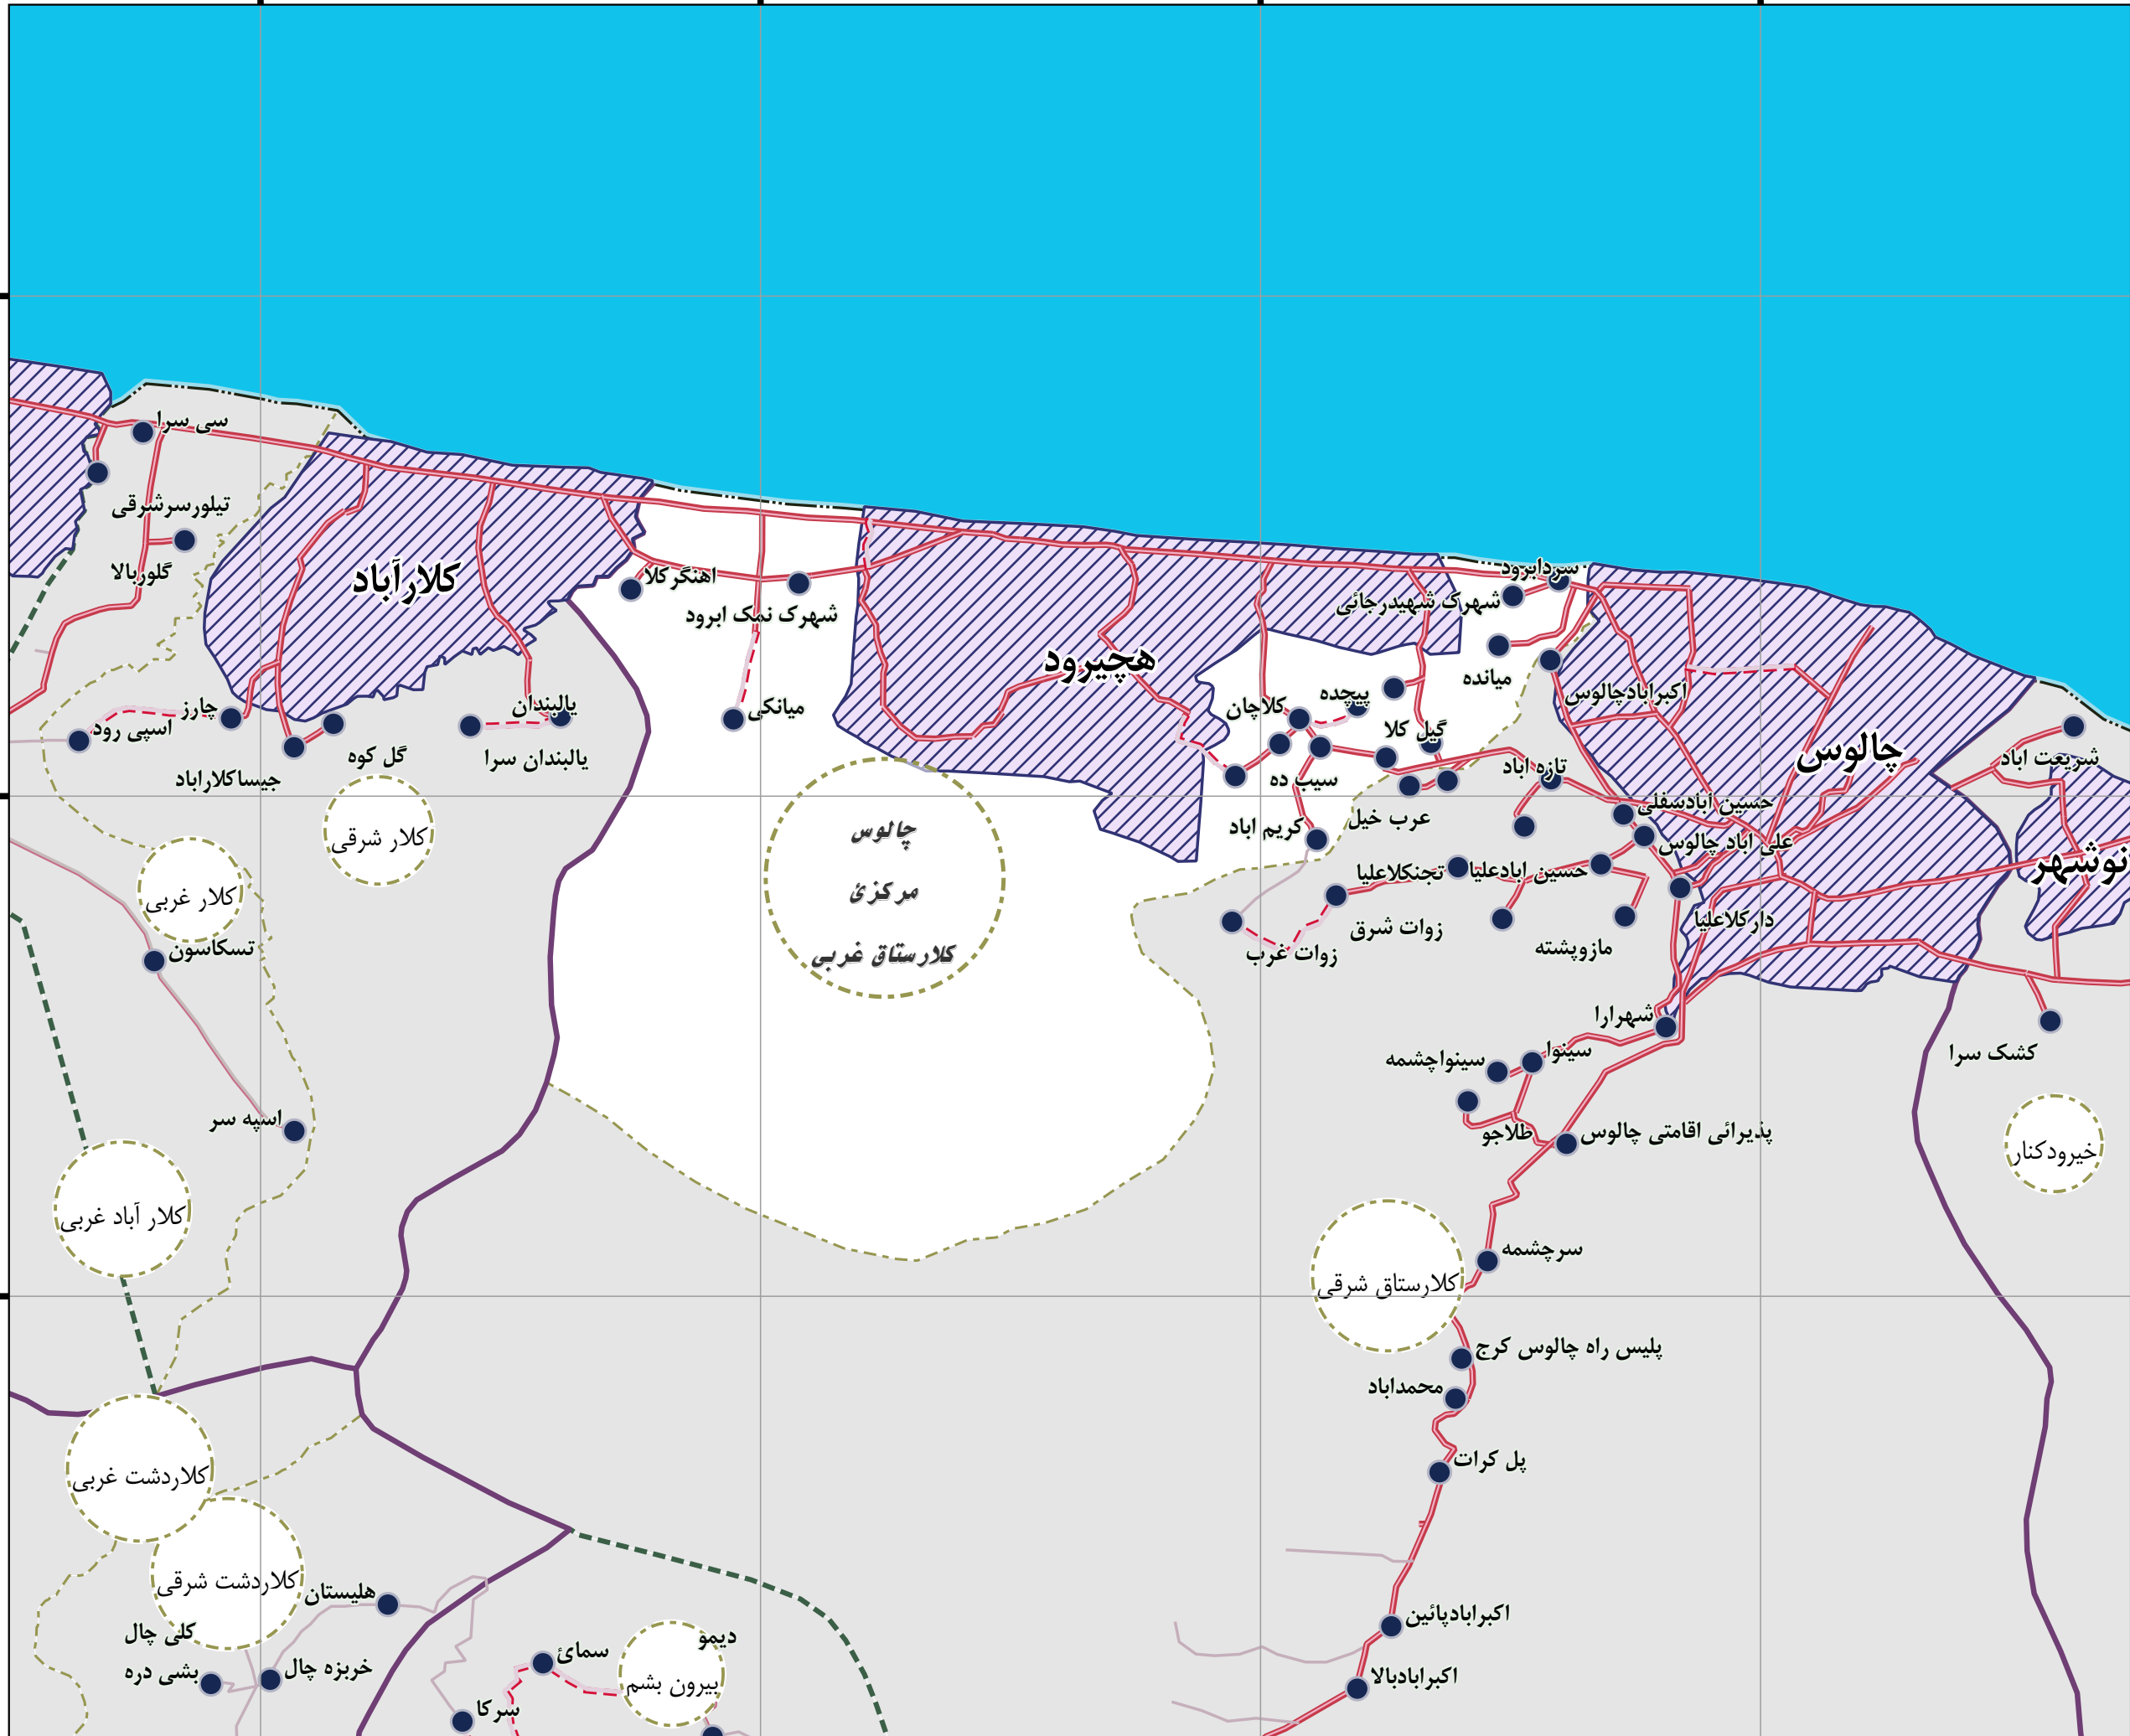 سی سرا
تیلورسرشرقی
گلوربالا
کلارآباد
اهنگرکلا
شهرک نمک ابرود
سردابرود
شهرک شهیدرجائی
هچیرود
میانده
اکبرابادچالوس
پیچده
کلاچان
میانکی
یالبندان
چارز
اسپی رود
گیل کلا
چالوس
شریعت اباد
گل کوه
یالبندان سرا
جیساکلاراباد
سیب ده
تازه اباد
حسین ابادسفلی
عرب خیل
کریم اباد
علی اباد چالوس
نوشهر
کلار شرقی
چالوس
مرکزئ
کلارستاق غربی
تجنکلاعلیا
حسین ابادعلیا
کلار غربی
زوات شرق
دارکلاعلیا
مازوپشته
تسکاسون
زوات غرب
شهرارا
سینوا
سینواچشمه
کشک سرا
اسپه سر
طلاجو
پذیرائی اقامتی چالوس
خیرودکنار
کلار آباد غربی
سرچشمه
کلارستاق شرقی
پلیس راه چالوس کرج
محمداباد
پل کرات
کلاردشت غربی
کلاردشت شرقی
هلیستان
اکبرابادپائین
کلی چال
دیمو
سمائ
خربزه چال
بشی دره
بیرون بشم
اکبرابادبالا
سرکا